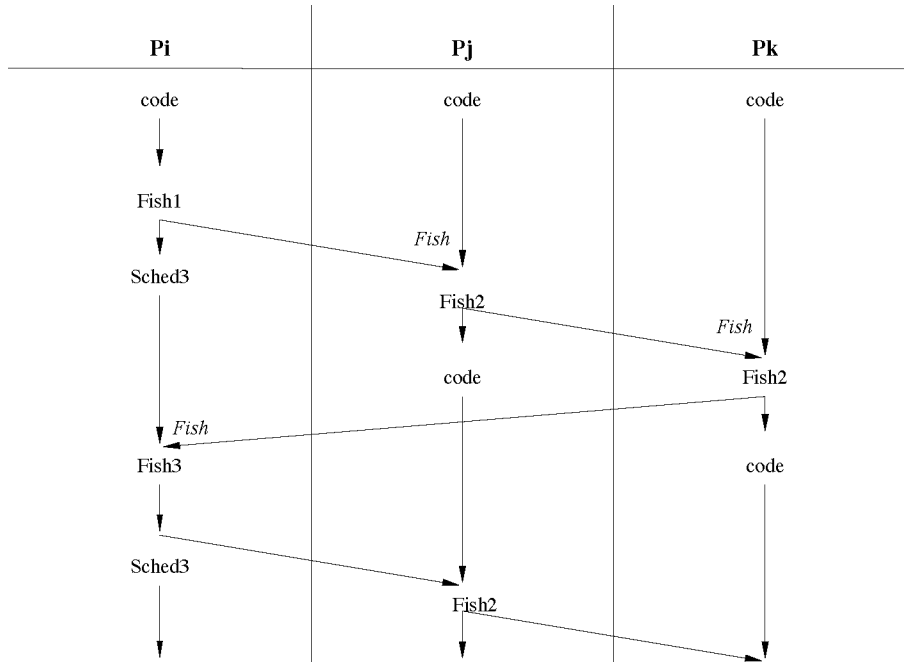 Pi Pj Pk
code code code
Fish1
Fish
Sched3
Fish2
Fish
code Fish2
Fish
Fish3 code
Sched3
Fish2